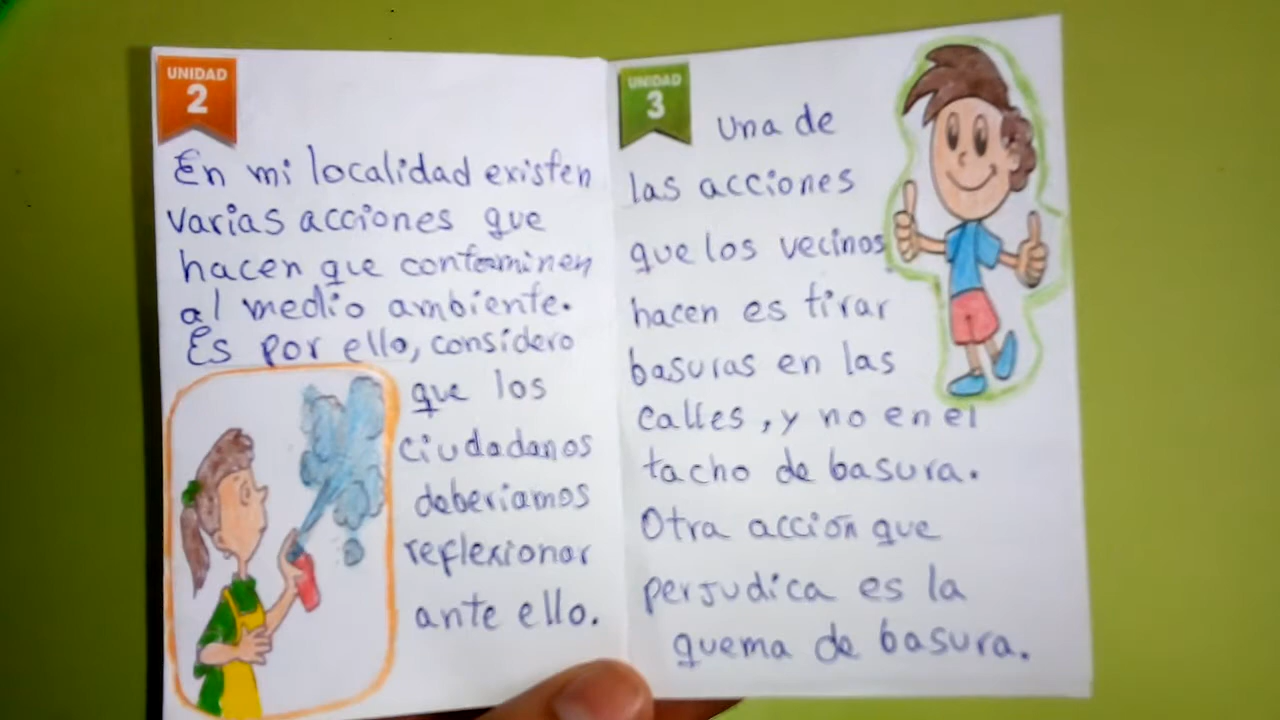 UNIDAD
2
En mi localidad existen
varias acciones que
hacen que contaminen
al medio ambiente.
Es por ello, considero
que los
ciudadanos
deberiamos
reflexionar
ante ello.
UNIDAD
3
Una de
las acciones
que los vecinos
hacen es tirar
basuras en las
calles, y no en el
tacho de basura.
Otra acción que
perjudica es la
quema de basura.